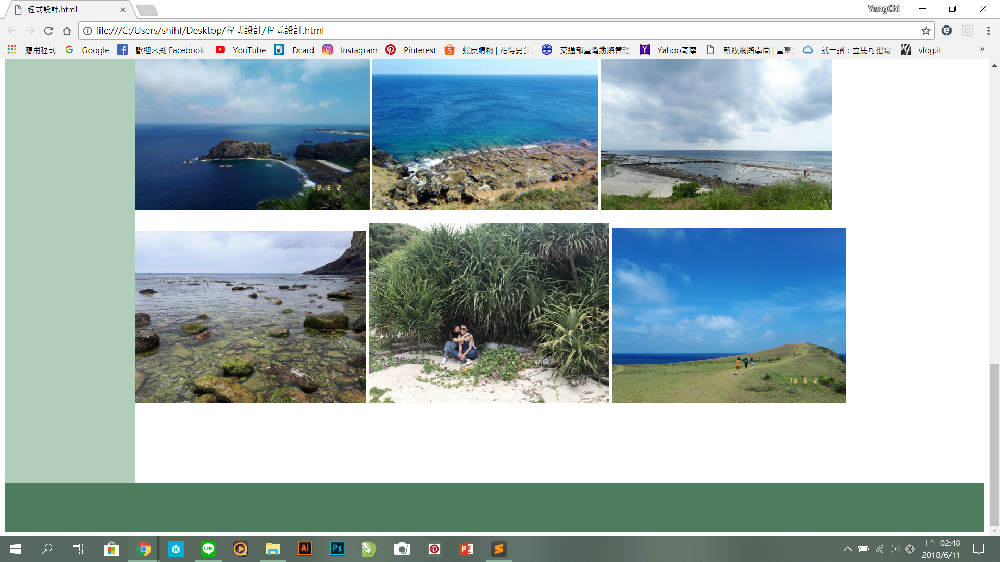 程式設計.html
YungChi
file:///C:/Users/shihf/Desktop/程式設計/程式設計.html
應用程式 Google 歡迎來到 Facebook YouTube Dcard Instagram Pinterest 蝦皮購物 | 花得更少 交通部臺灣鐵路管理 Yahoo奇摩 新版網路學園 | 臺東 就一招：立馬可把電 vlog.it »
'18 6 2
'18 6 2
'18 6 2
LINE Ai Ps
上午 02:48
2018/6/11